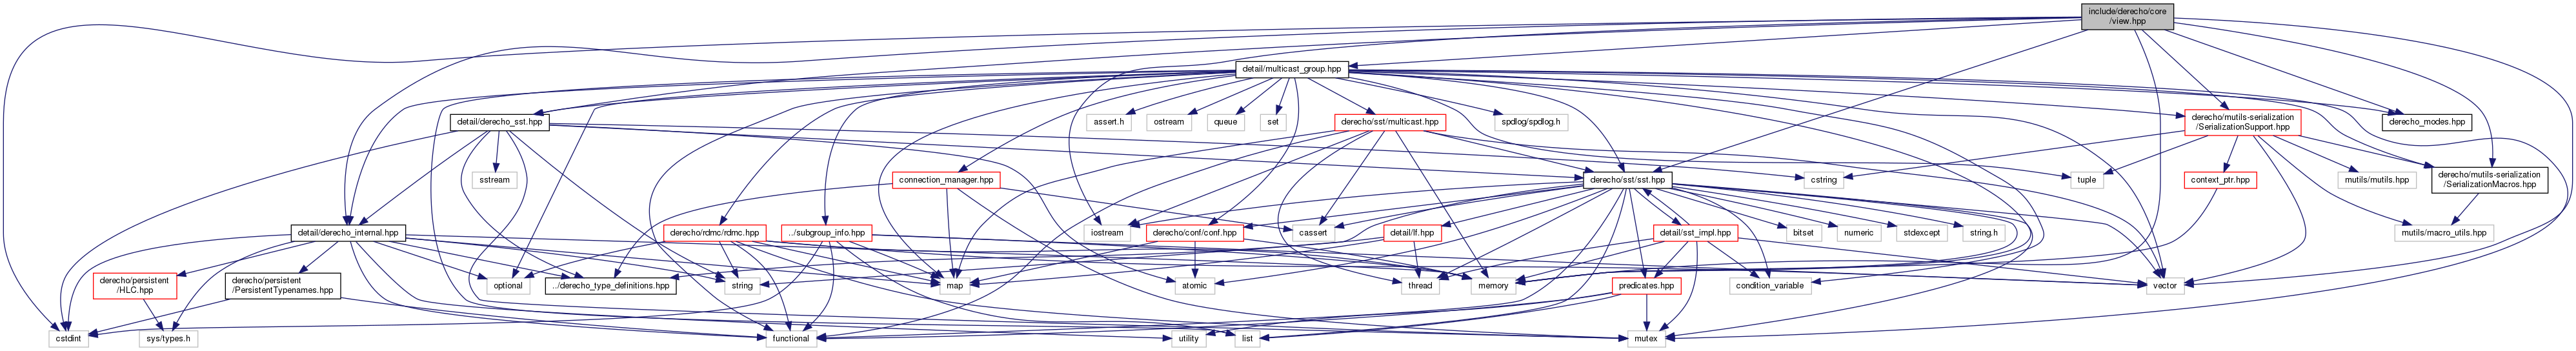 include/derecho/core
/view.hpp
detail/multicast_group.hpp
detail/derecho_sst.hpp
assert.h
ostream
queue
set
derecho/sst/multicast.hpp
spdlog/spdlog.h
derecho/mutils-serialization
/SerializationSupport.hpp
derecho_modes.hpp
sstream
connection_manager.hpp
derecho/sst/sst.hpp
cstring
tuple
context_ptr.hpp
mutils/mutils.hpp
derecho/mutils-serialization
/SerializationMacros.hpp
detail/derecho_internal.hpp
derecho/rdmc/rdmc.hpp
../subgroup_info.hpp
iostream
derecho/conf/conf.hpp
cassert
detail/lf.hpp
detail/sst_impl.hpp
bitset
numeric
stdexcept
string.h
mutils/macro_utils.hpp
derecho/persistent
/HLC.hpp
derecho/persistent
/PersistentTypenames.hpp
optional
../derecho_type_definitions.hpp
string
map
atomic
memory
thread
predicates.hpp
condition_variable
vector
cstdint
sys/types.h
functional
utility
list
mutex